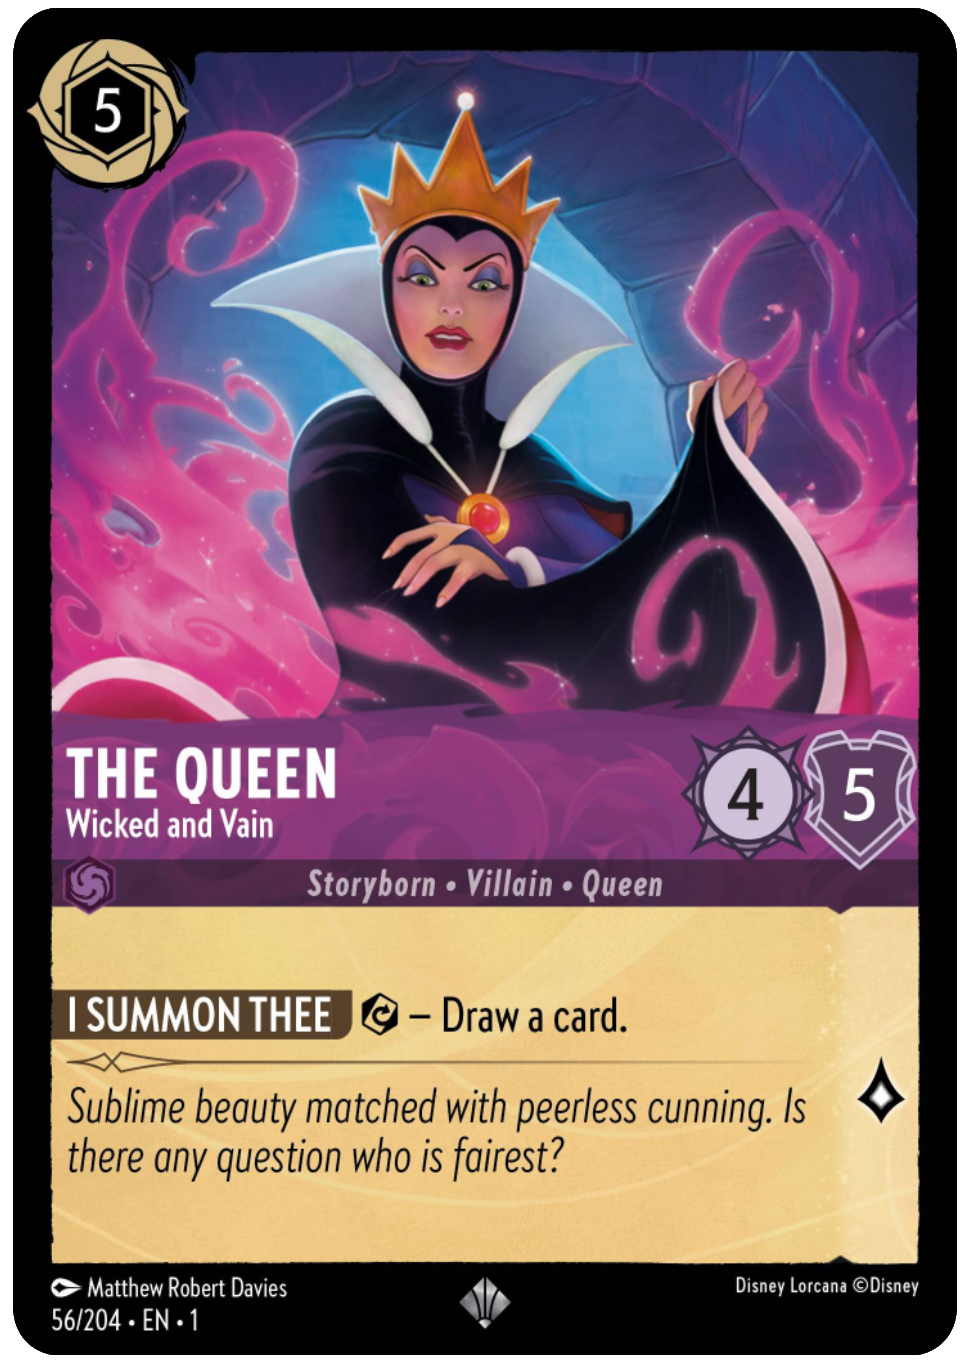 5
THE QUEEN
Wicked and Vain
4
5
Storyborn • Villain • Queen
I SUMMON THEE – Draw a card.
Sublime beauty matched with peerless cunning. Is
there any question who is fairest?
Matthew Robert Davies
Disney Lorcana ©Disney
56/204 • EN • 1